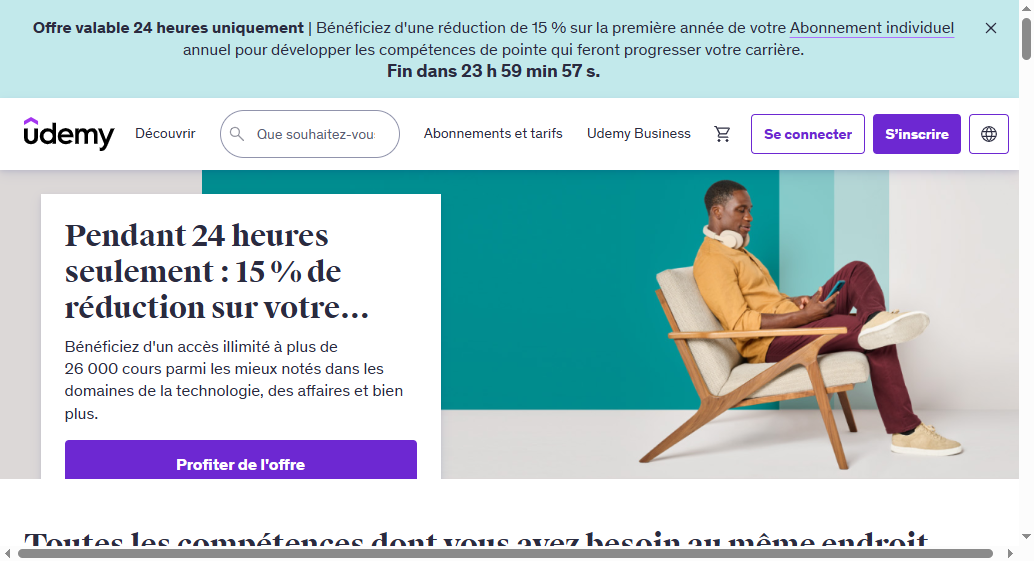 Offre valable 24 heures uniquement | Bénéficiez d'une réduction de 15 % sur la première année de votre Abonnement individuel
annuel pour développer les compétences de pointe qui feront progresser votre carrière.
Fin dans 23 h 59 min 57 s.
udemy
Découvrir
Que souhaitez-vou
Abonnements et tarifs
Udemy Business
Se connecter
S'inscrire
Pendant 24 heures
seulement : 15 % de
réduction sur votre…
Bénéficiez d'un accès illimité à plus de
26 000 cours parmi les mieux notés dans les
domaines de la technologie, des affaires et bien
plus.
Profiter de l'offre
Toutes les compétences dont vous avez besoin au même endroit